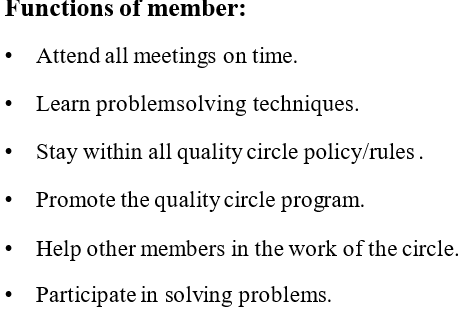 Functions of member:
• Attend all meetings on time.
• Learn problemsolving techniques.
• Stay within all quality circle policy/rules .
• Promote the quality circle program.
• Help other members in the work of the circle.
• Participate in solving problems.